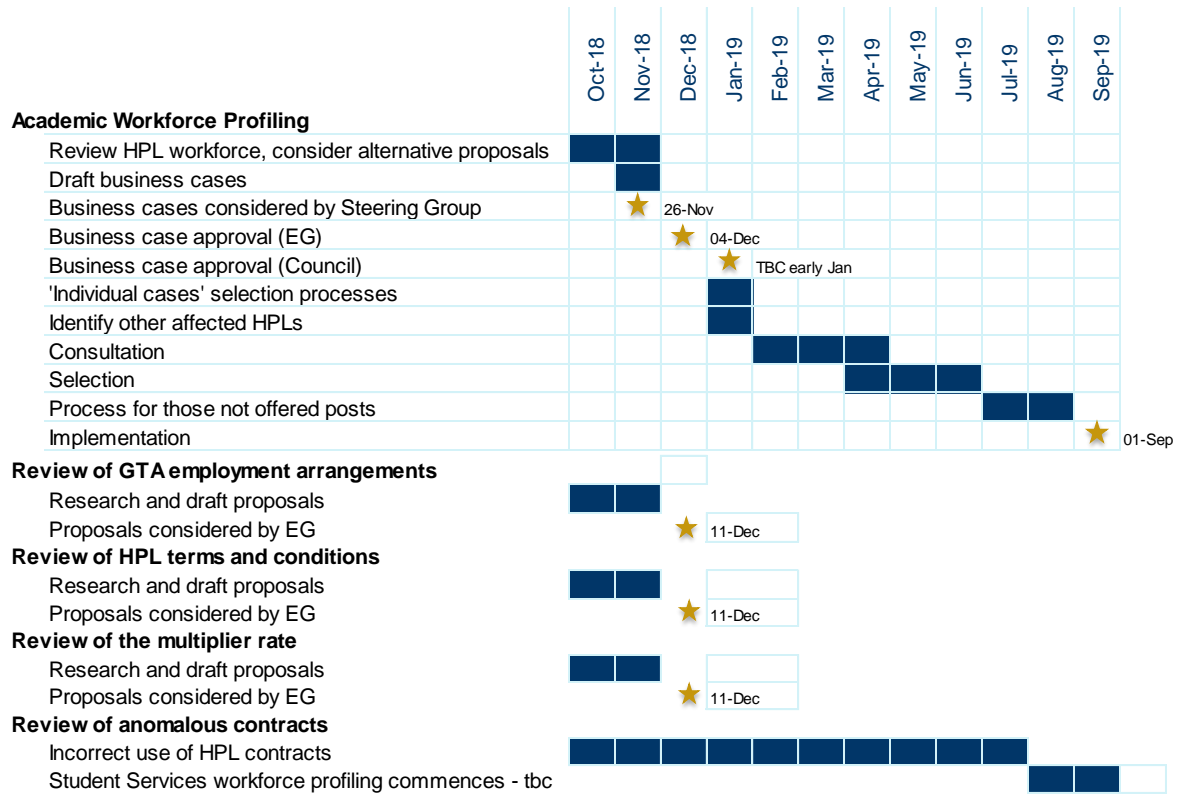 Oct-18 Nov-18 Dec-18 Jan-19 Feb-19 Mar-19 Apr-19 May-19 Jun-19 Jul-19 Aug-19 Sep-19
Academic Workforce Profiling
Review HPL workforce, consider alternative proposals
Draft business cases
Business cases considered by Steering Group 26-Nov
Business case approval (EG) 04-Dec
Business case approval (Council) TBC early Jan
'Individual cases' selection processes
Identify other affected HPLs
Consultation
Selection
Process for those not offered posts
Implementation 01-Sep
Review of GTA employment arrangements
Research and draft proposals
Proposals considered by EG 11-Dec
Review of HPL terms and conditions
Research and draft proposals
Proposals considered by EG 11-Dec
Review of the multiplier rate
Research and draft proposals
Proposals considered by EG 11-Dec
Review of anomalous contracts
Incorrect use of HPL contracts
Student Services workforce profiling commences - tbc